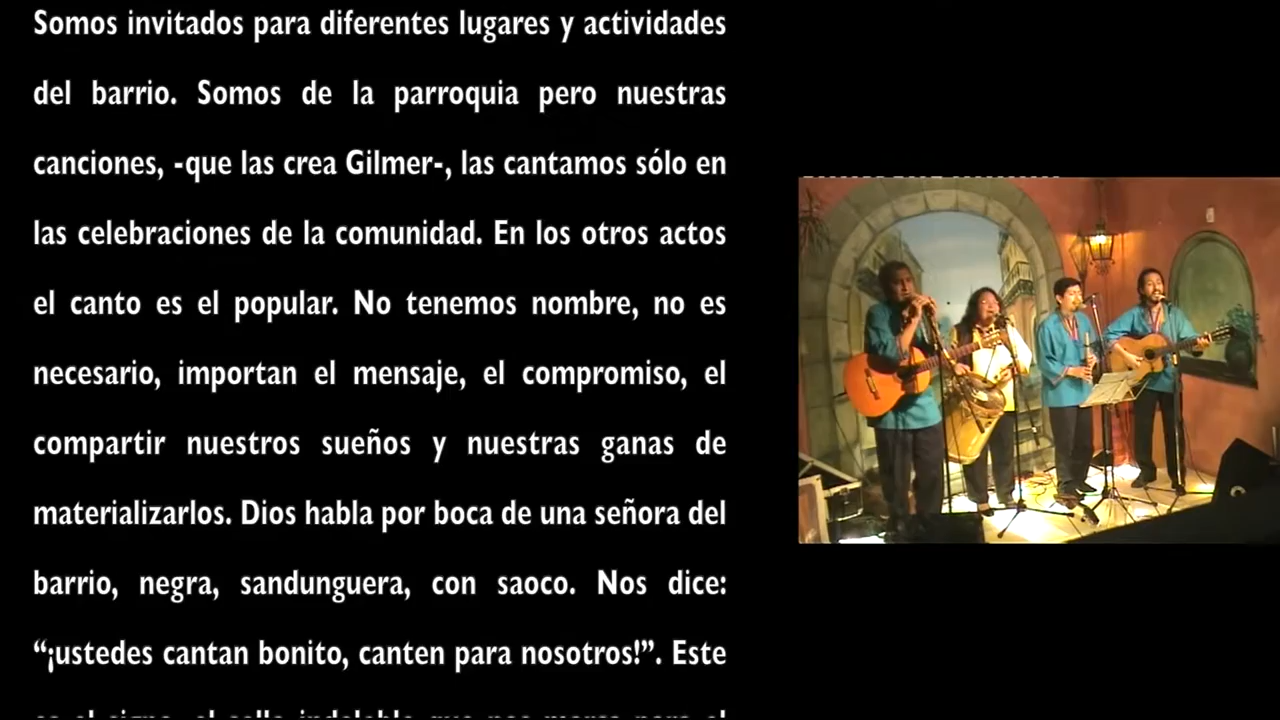 Somos invitados para diferentes lugares y actividades
del barrio. Somos de la parroquia pero nuestras
canciones, -que las crea Gilmer-, las cantamos sólo en
las celebraciones de la comunidad. En los otros actos
el canto es el popular. No tenemos nombre, no es
necesario, importan el mensaje, el compromiso, el
compartir nuestros sueños y nuestras ganas de
materializarlos. Dios habla por boca de una señora del
barrio, negra, sandunguera, con saoco. Nos dice:
“¡ustedes cantan bonito, canten para nosotros!”. Este